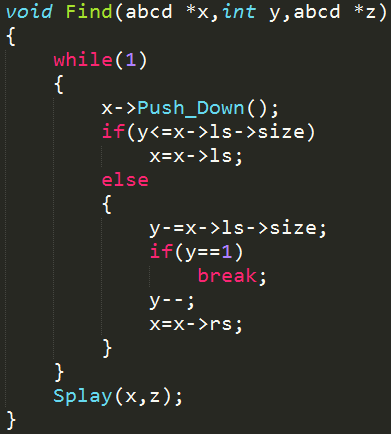 void Find(abcd *x,int y,abcd *z)
{
    while(1)
    {
        x->Push_Down();
        if(y<=x->ls->size)
            x=x->ls;
        else
        {
            y-=x->ls->size;
            if(y==1)
                break;
            y--;
            x=x->rs;
        }
    }
    Splay(x,z);
}